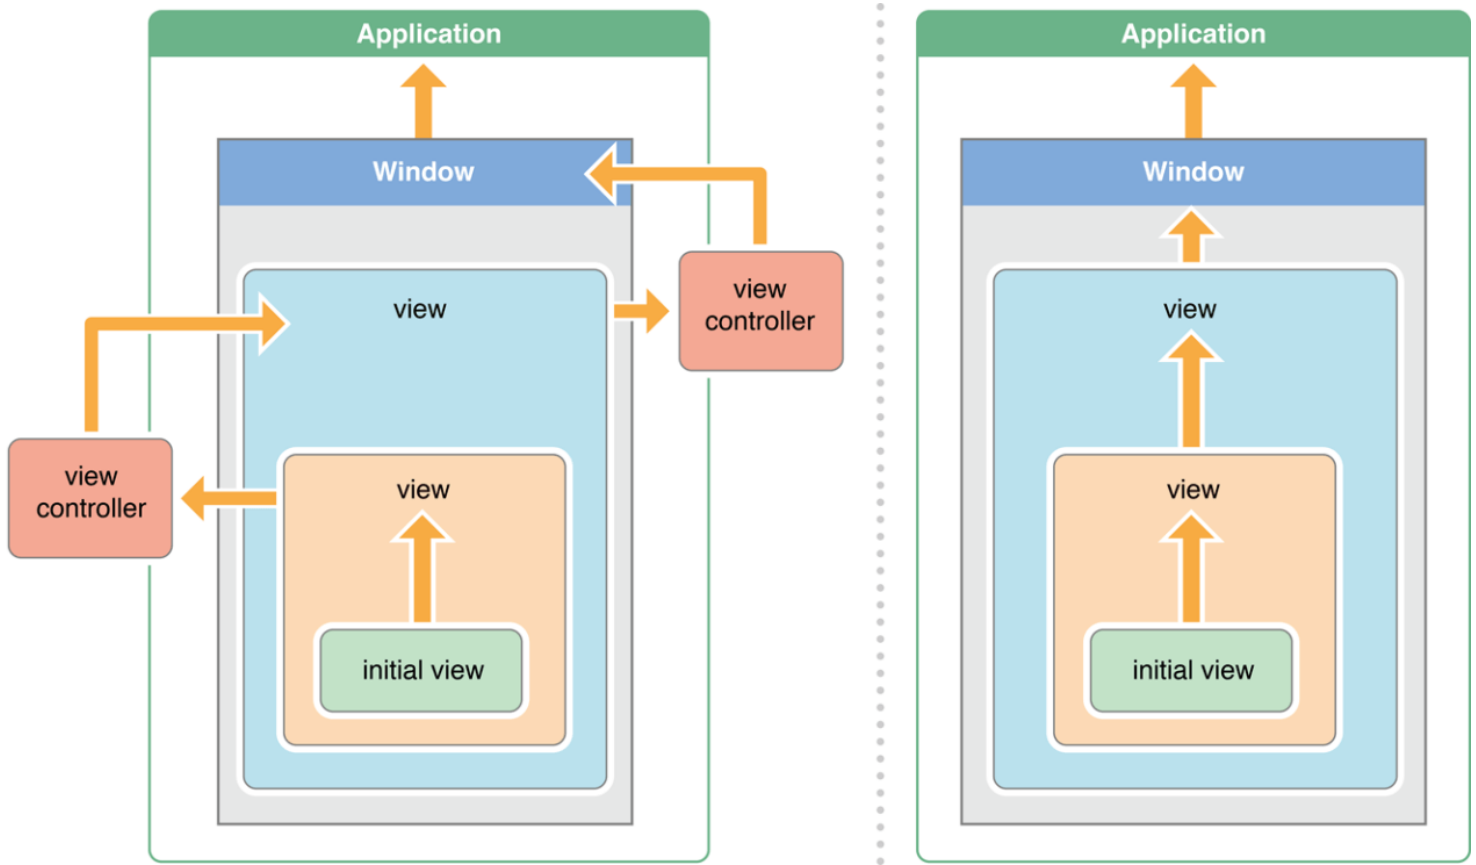 Application
Window
view
view
controller
view
controller
view
initial view
Application
Window
view
view
initial view